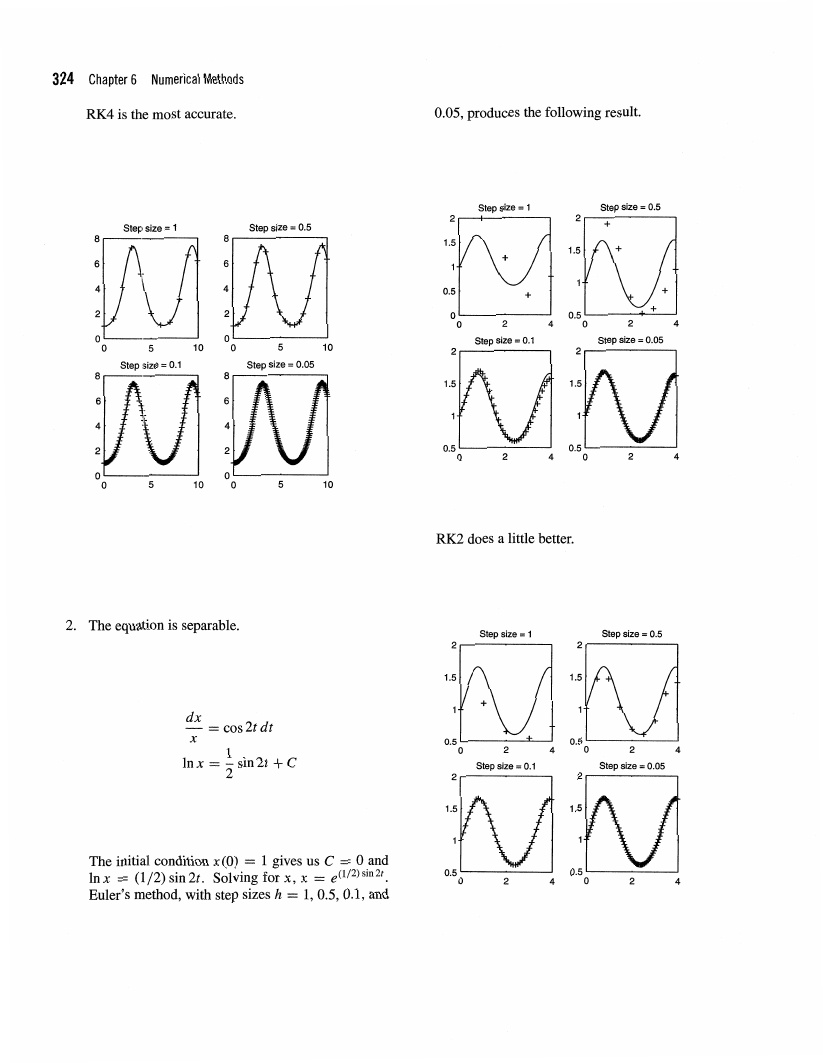 324 Chapter 6 Numerical Methods
RK4 is the most accurate.
Step size = 1
8
6
4
2
0
0 5 10
Step size = 0.5
8
6
4
2
0
0 5 10
Step size = 0.1
8
6
4
2
0
0 5 10
Step size = 0.05
8
6
4
2
0
0 5 10
2. The equation is separable.
dx/x = cos 2t dt
ln x = 1/2 sin 2t + C
The initial condition x(0) = 1 gives us C = 0 and
ln x = (1/2) sin 2t. Solving for x, x = e^{(1/2) sin 2t}.
Euler's method, with step sizes h = 1, 0.5, 0.1, and
0.05, produces the following result.
Step size = 1
2
1.5
1
0.5
0
0 2 4
Step size = 0.5
2
1.5
1
0.5
0 2 4
Step size = 0.1
2
1.5
1
0.5
0 2 4
Step size = 0.05
2
1.5
1
0.5
0 2 4
RK2 does a little better.
Step size = 1
2
1.5
1
0.5
0 2 4
Step size = 0.5
2
1.5
1
0.5
0 2 4
Step size = 0.1
2
1.5
1
0.5
0 2 4
Step size = 0.05
2
1.5
1
0.5
0 2 4